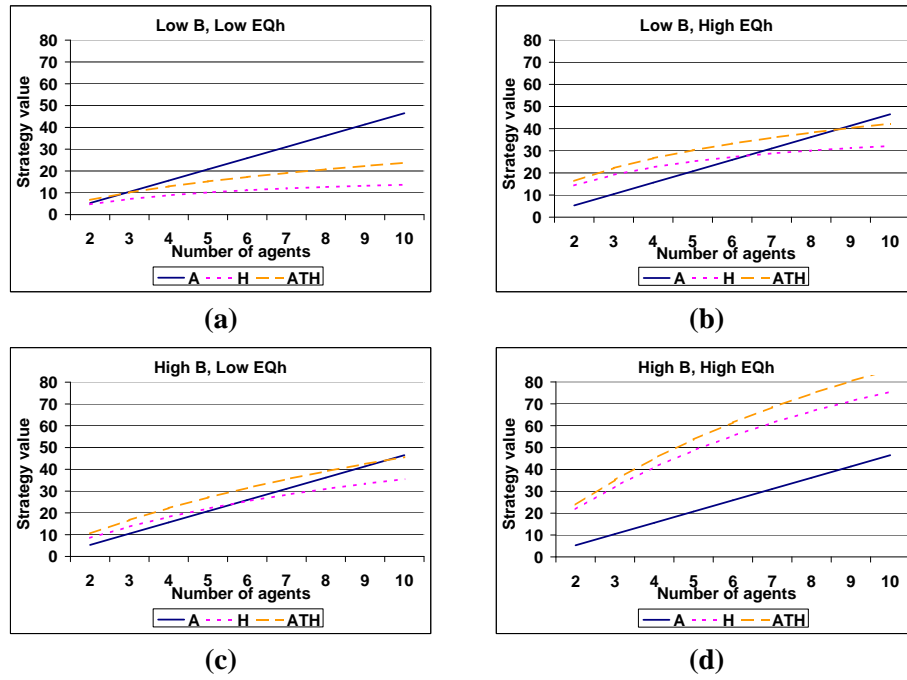 Low B, Low EQh
Strategy value
80
70
60
50
40
30
20
10
0
2 3 4 5 6 7 8 9 10
Number of agents
A H ATH
(a)
Low B, High EQh
Strategy value
80
70
60
50
40
30
20
10
0
2 3 4 5 6 7 8 9 10
Number of agents
A H ATH
(b)
High B, Low EQh
Strategy value
80
70
60
50
40
30
20
10
0
2 3 4 5 6 7 8 9 10
Number of agents
A H ATH
(c)
High B, High EQh
Strategy value
80
70
60
50
40
30
20
10
0
2 3 4 5 6 7 8 9 10
Number of agents
A H ATH
(d)